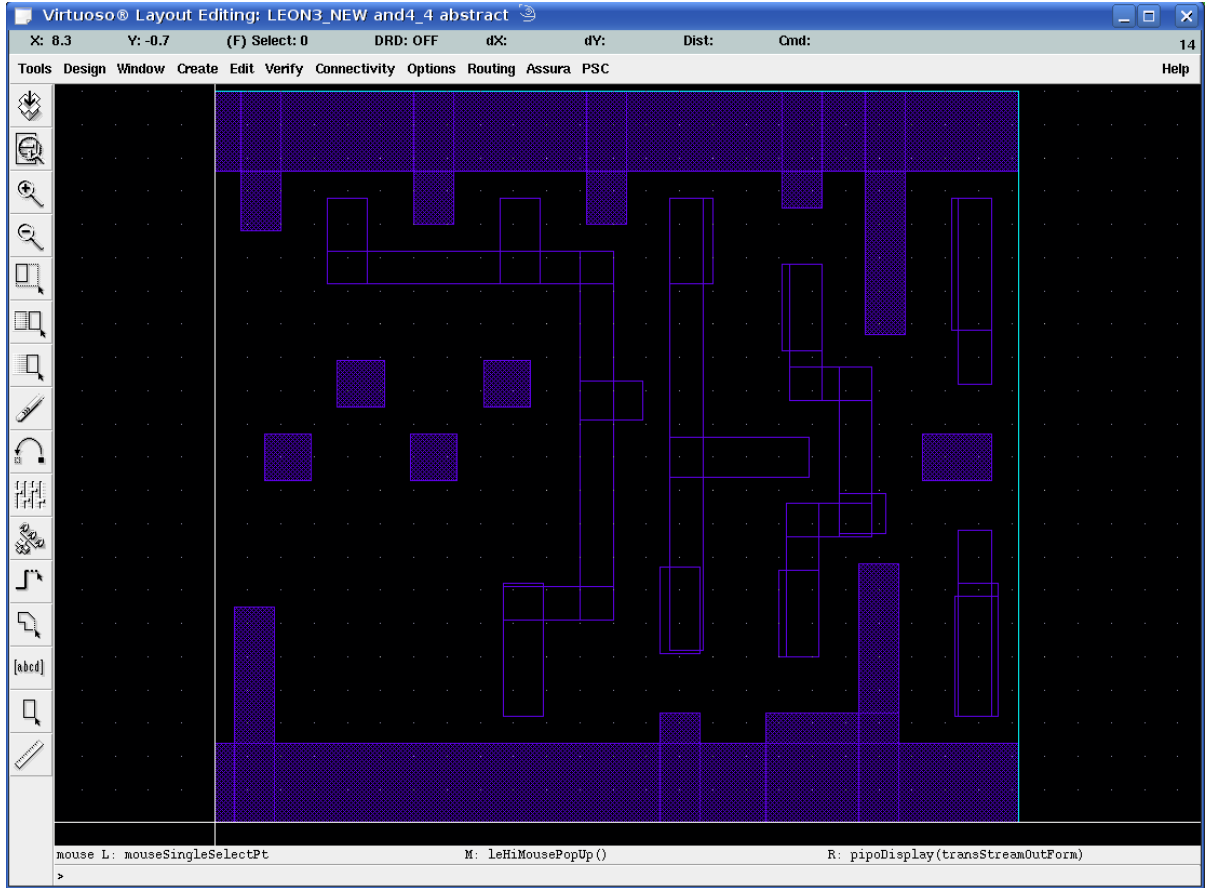 Virtuoso® Layout Editing: LEON3_NEW and4_4 abstract
X: 8.3 Y: -0.7 (F) Select: 0 DRD: OFF dX: dY: Dist: Cmd: 14
Tools Design Window Create Edit Verify Connectivity Options Routing Assura PSC Help
[abcd]
mouse L: mouseSingleSelectPt M: leHiMousePopUp() R: pipoDisplay(transStreamOutForm)
>